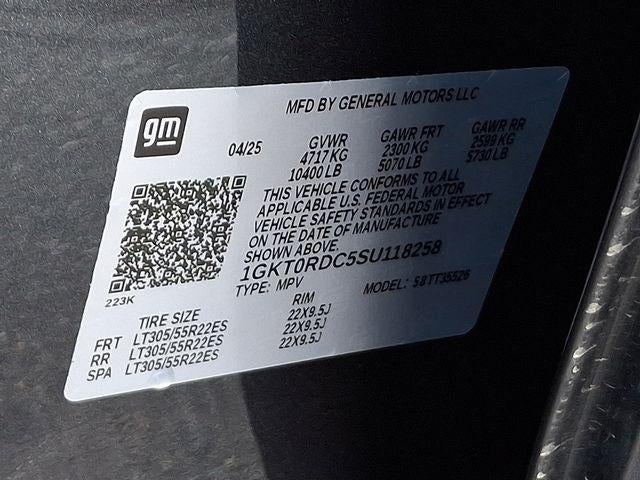 gm
MFD BY GENERAL MOTORS LLC
04/25 GVWR GAWR FRT GAWR RR
4717 KG 2300 KG 2599 KG
10400 LB 5070 LB 5730 LB
THIS VEHICLE CONFORMS TO ALL
APPLICABLE U.S. FEDERAL MOTOR
VEHICLE SAFETY STANDARDS IN EFFECT
ON THE DATE OF MANUFACTURE
SHOWN ABOVE.
1GKT0RDC5SU118258
TYPE: MPV MODEL: 58TT35526
223K
TIRE SIZE RIM
FRT LT305/55R22ES 22X9.5J
RR LT305/55R22ES 22X9.5J
SPA LT305/55R22ES 22X9.5J